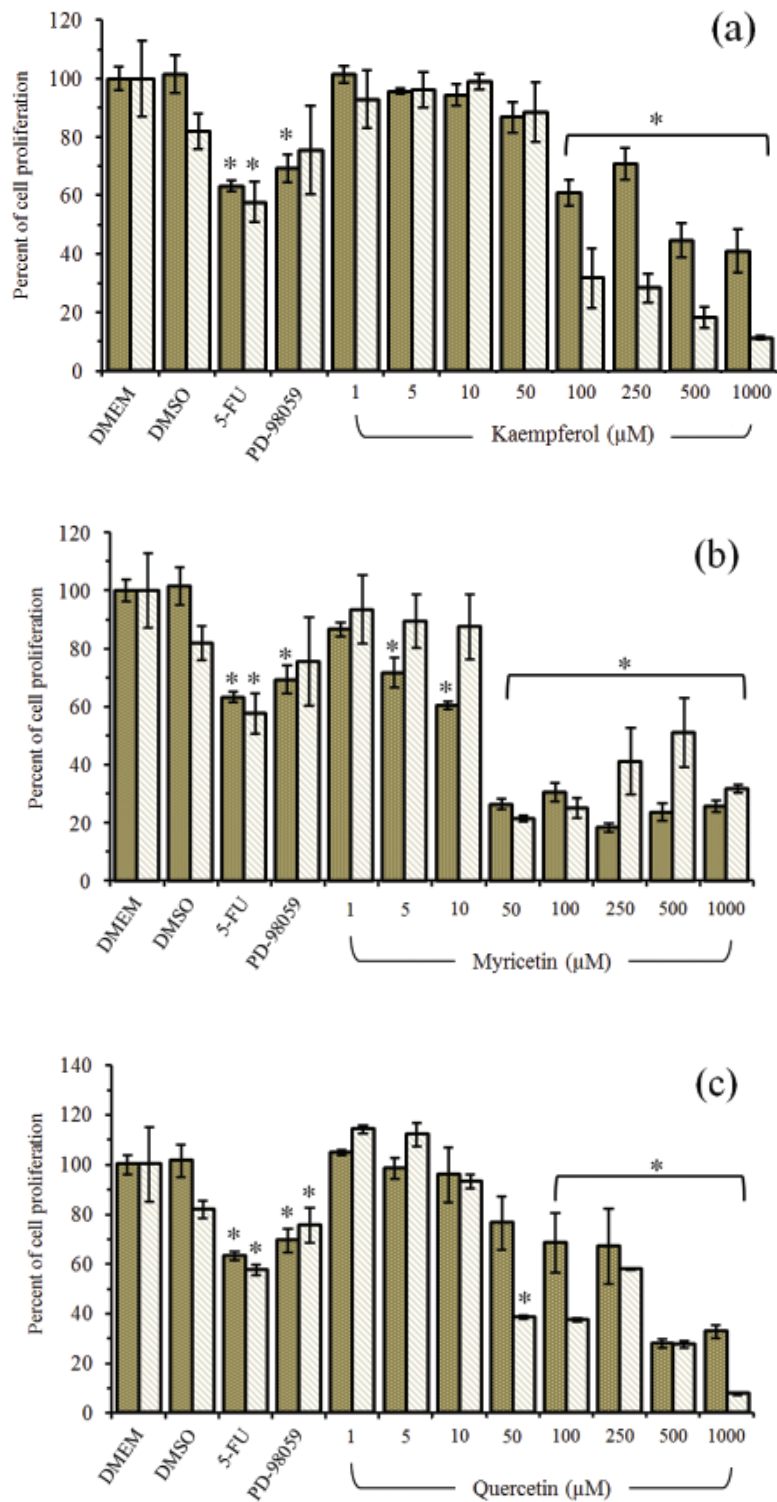 (a)
Percent of cell proliferation
120
100
80
60
40
20
0
* * * *
DMEM DMSO 5-FU PD-98059 1 5 10 50 100 250 500 1000
Kaempferol (µM)
(b)
Percent of cell proliferation
120
100
80
60
40
20
0
* * * * * *
DMEM DMSO 5-FU PD-98059 1 5 10 50 100 250 500 1000
Myricetin (µM)
(c)
Percent of cell proliferation
140
120
100
80
60
40
20
0
* * * * * *
DMEM DMSO 5-FU PD-98059 1 5 10 50 100 250 500 1000
Quercetin (µM)